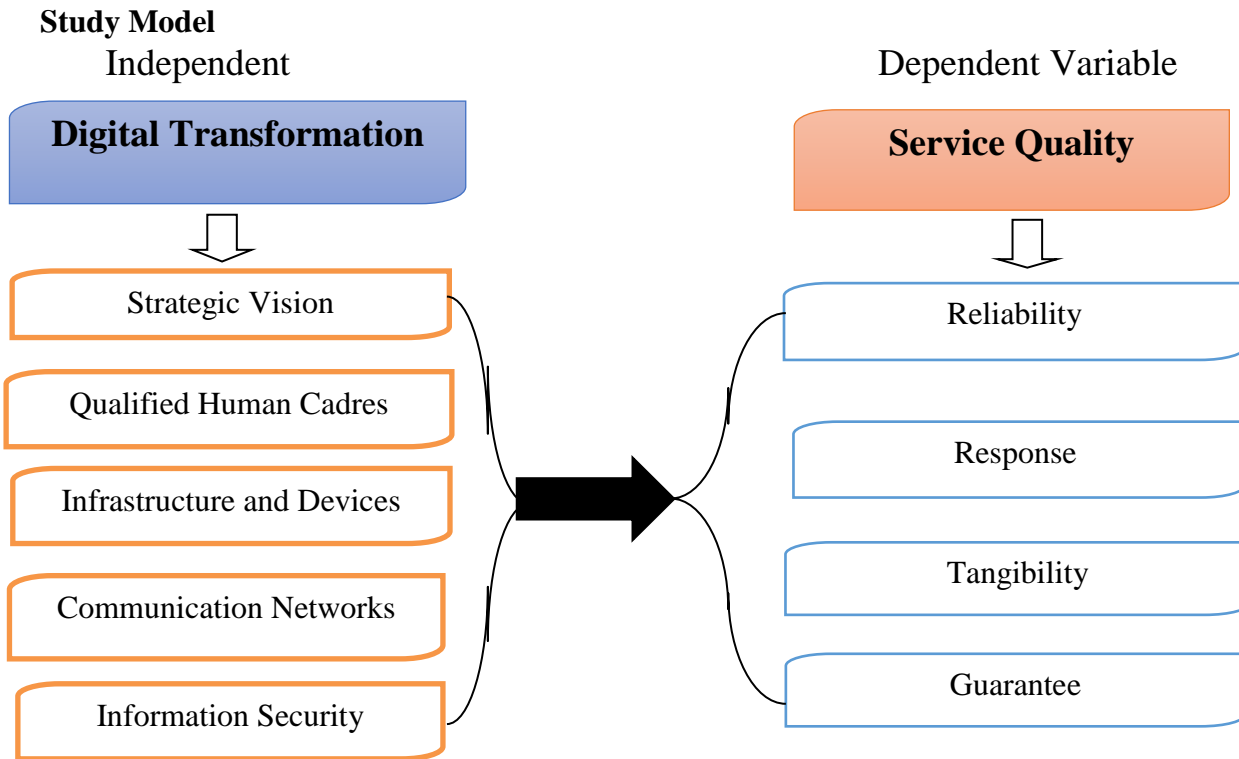 Study Model
Independent
Dependent Variable
Digital Transformation
Service Quality
Strategic Vision
Reliability
Qualified Human Cadres
Response
Infrastructure and Devices
Tangibility
Communication Networks
Guarantee
Information Security